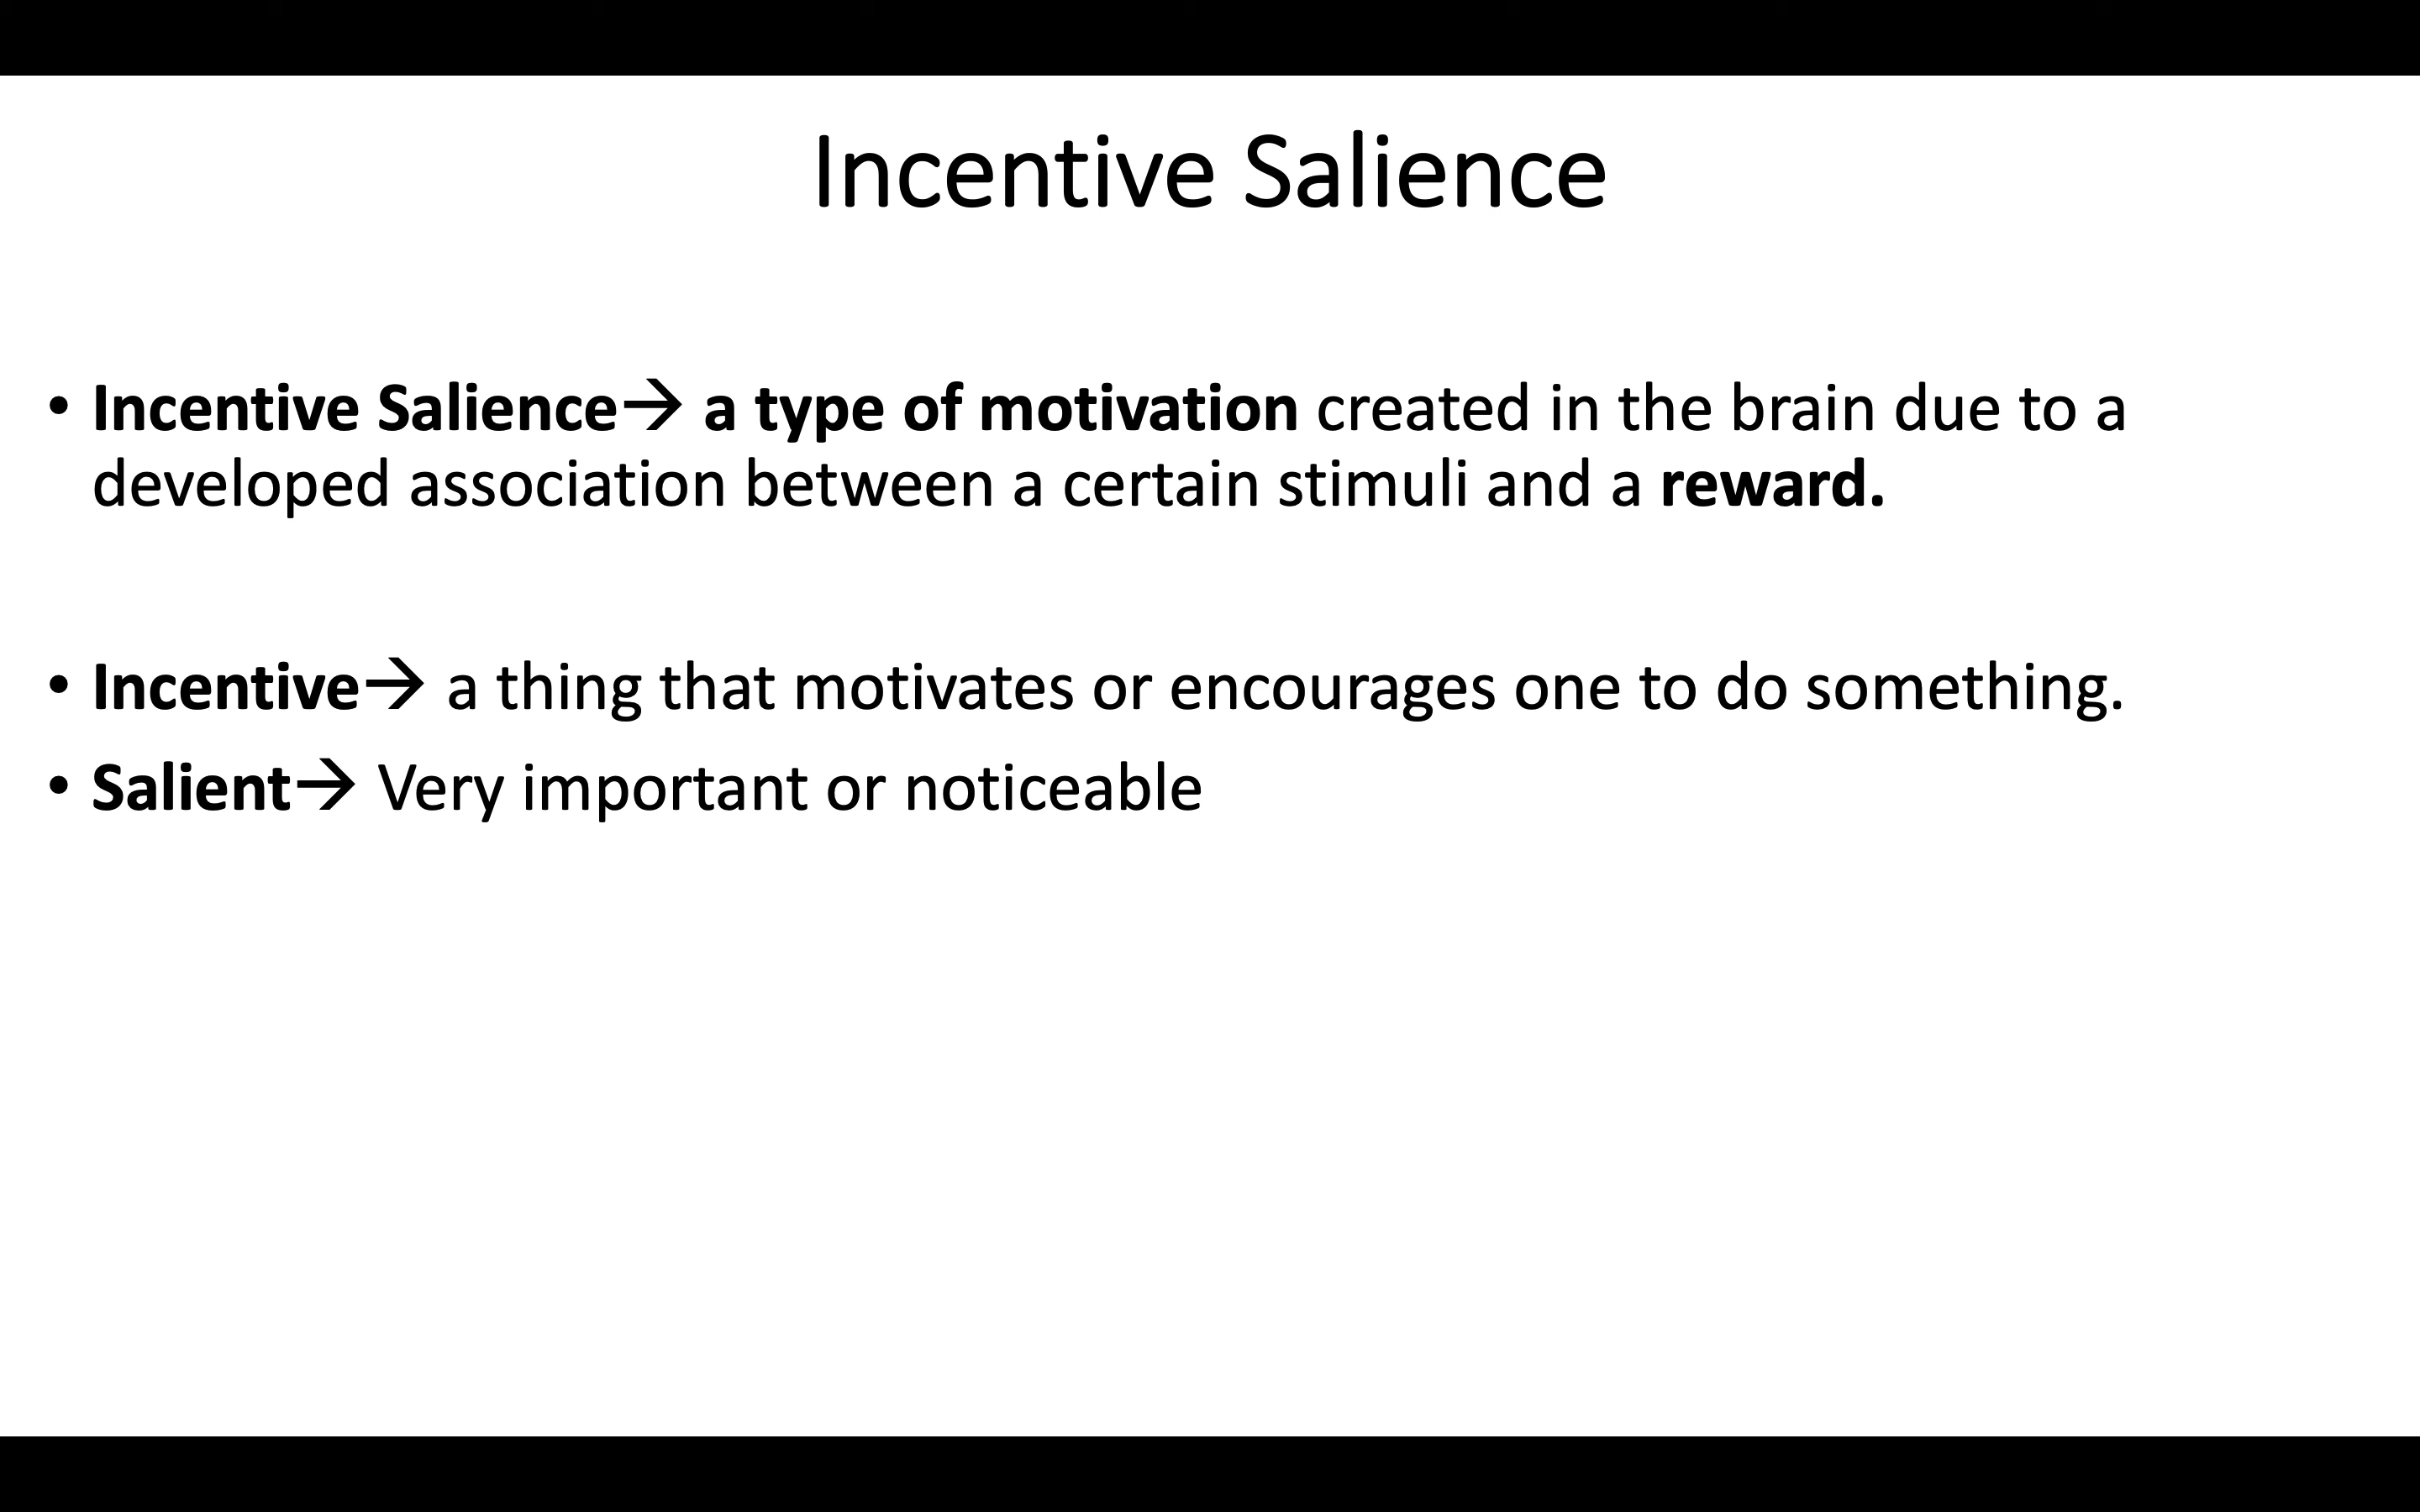 Incentive Salience
• Incentive Salience→ a type of motivation created in the brain due to a
developed association between a certain stimuli and a reward.
• Incentive→ a thing that motivates or encourages one to do something.
• Salient→ Very important or noticeable